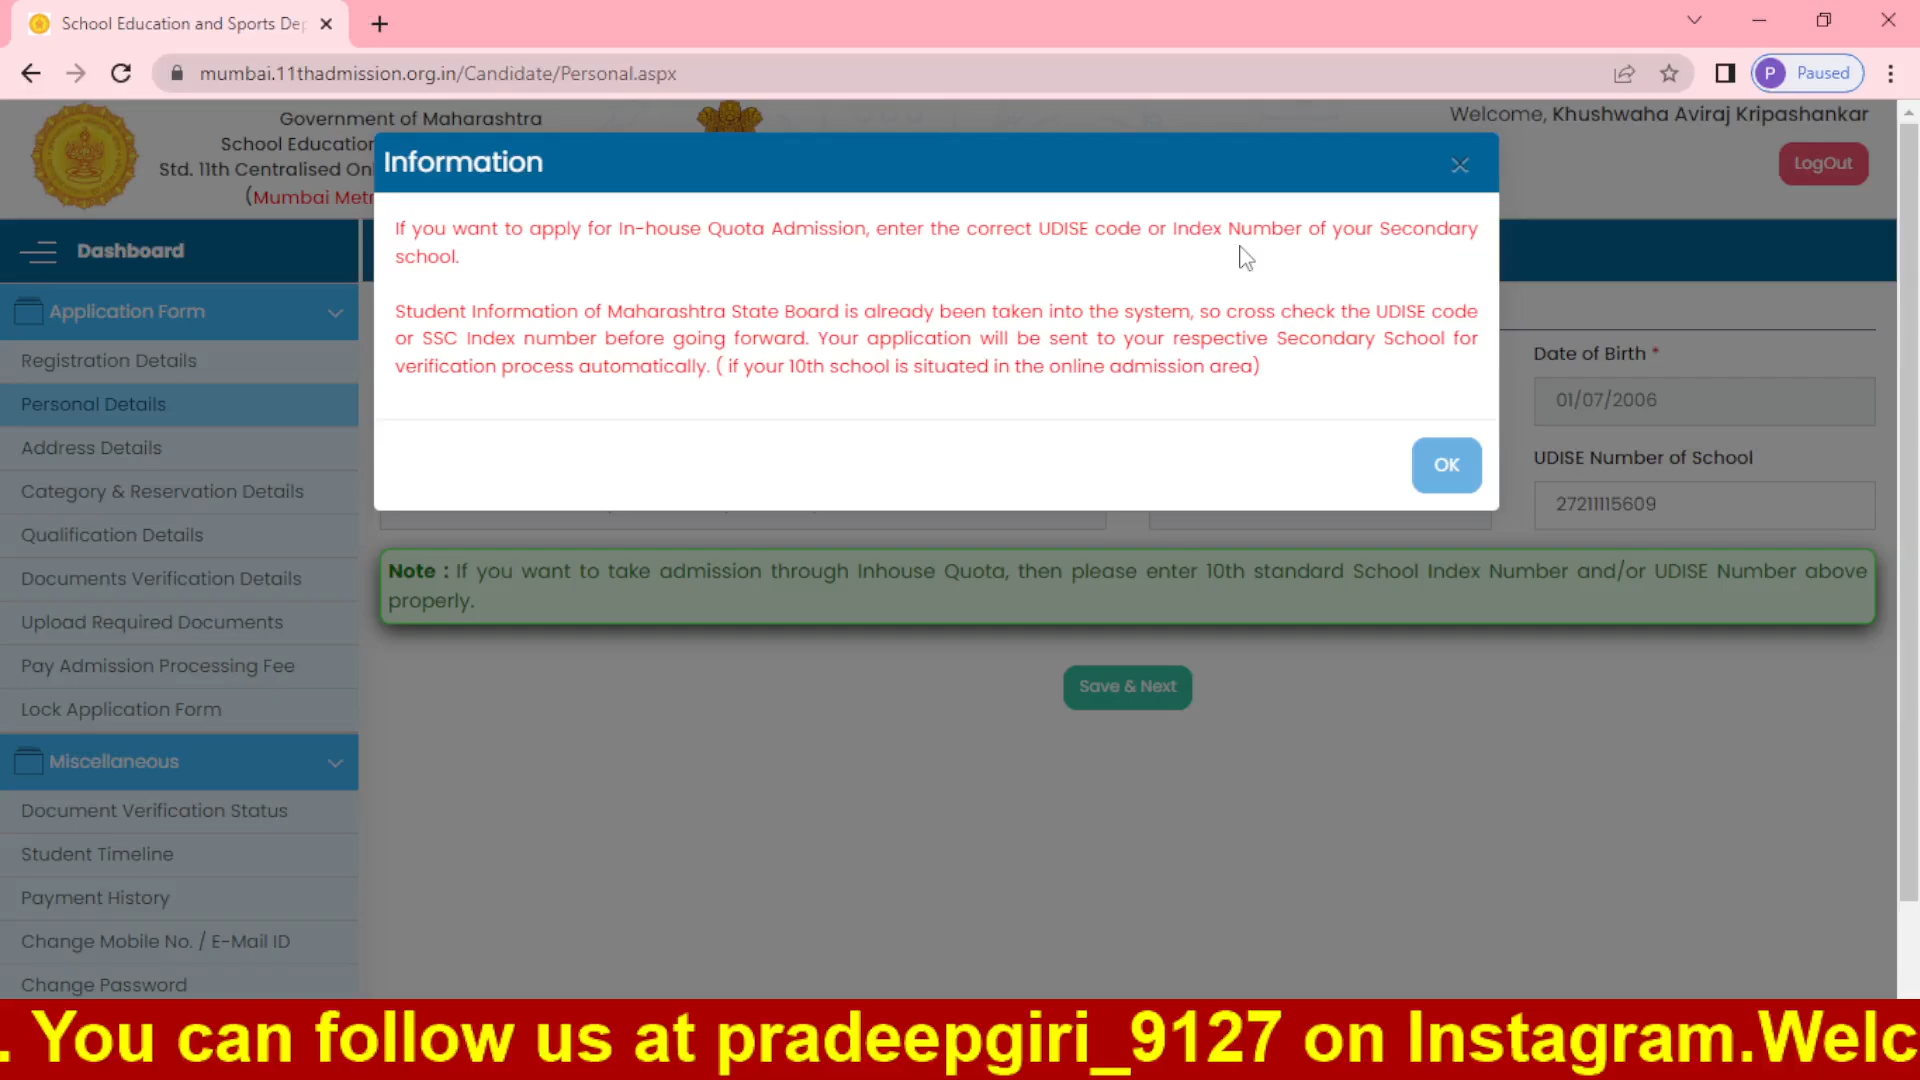 School Education and Sports De
mumbai.11thadmission.org.in/Candidate/Personal.aspx
P Paused
Government of Maharashtra
School Education
Std. 11th Centralised Onl
(Mumbai Metr
Welcome, Khushwaha Aviraj Kripashankar
LogOut
Information
If you want to apply for In-house Quota Admission, enter the correct UDISE code or Index Number of your Secondary
school.
Student Information of Maharashtra State Board is already been taken into the system, so cross check the UDISE code
or SSC Index number before going forward. Your application will be sent to your respective Secondary School for
verification process automatically. ( if your 10th school is situated in the online admission area)
OK
Dashboard
Application Form
Registration Details
Personal Details
Address Details
Category & Reservation Details
Qualification Details
Documents Verification Details
Upload Required Documents
Pay Admission Processing Fee
Lock Application Form
Miscellaneous
Document Verification Status
Student Timeline
Payment History
Change Mobile No. / E-Mail ID
Change Password
Date of Birth *
01/07/2006
UDISE Number of School
27211115609
Note : If you want to take admission through Inhouse Quota, then please enter 10th standard School Index Number and/or UDISE Number above
properly.
Save & Next
. You can follow us at pradeepgiri_9127 on Instagram.Welc